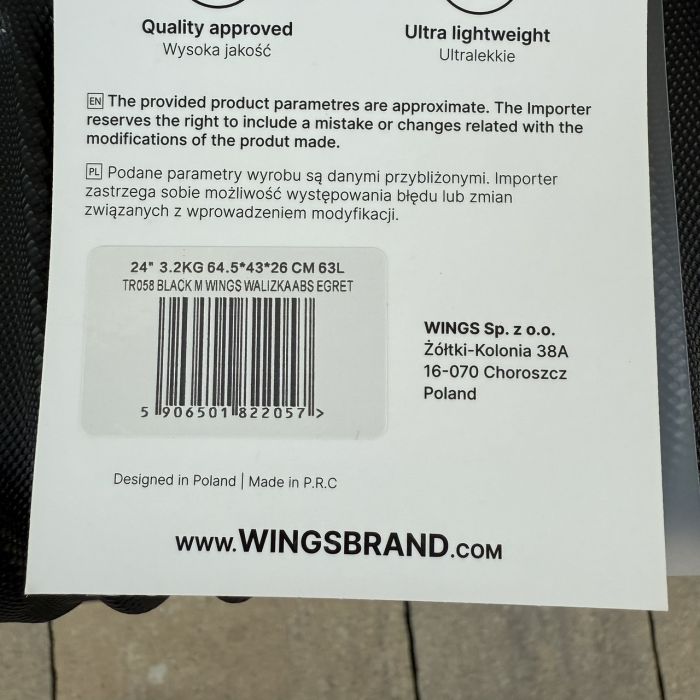 Quality approved
Wysoka jakość
Ultra lightweight
Ultralekkie
EN The provided product parametres are approximate. The Importer
reserves the right to include a mistake or changes related with the
modifications of the produt made.
PL Podane parametry wyrobu są danymi przybliżonymi. Importer
zastrzega sobie możliwość występowania błędu lub zmian
związanych z wprowadzeniem modyfikacji.
24" 3.2KG 64.5*43*26 CM 63L
TR058 BLACK M WINGS WALIZKA ABS EGRET
5 906501 822057 >
WINGS Sp. z o.o.
Żółtki-Kolonia 38A
16-070 Choroszcz
Poland
Designed in Poland | Made in P.R.C
www.WINGSBRAND.COM